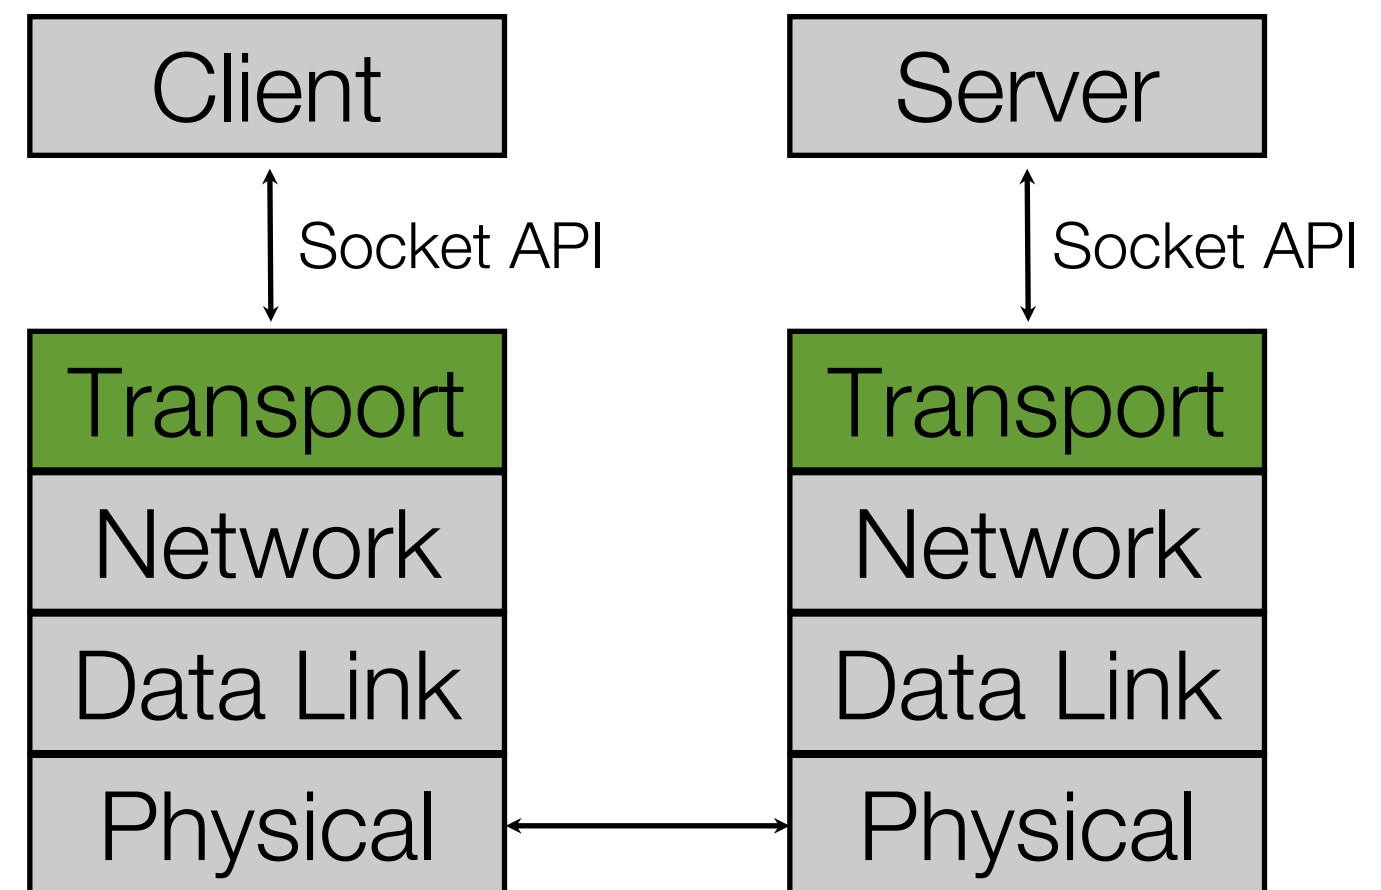 Client
Server
Socket API
Socket API
Transport
Transport
Network
Network
Data Link
Data Link
Physical
Physical